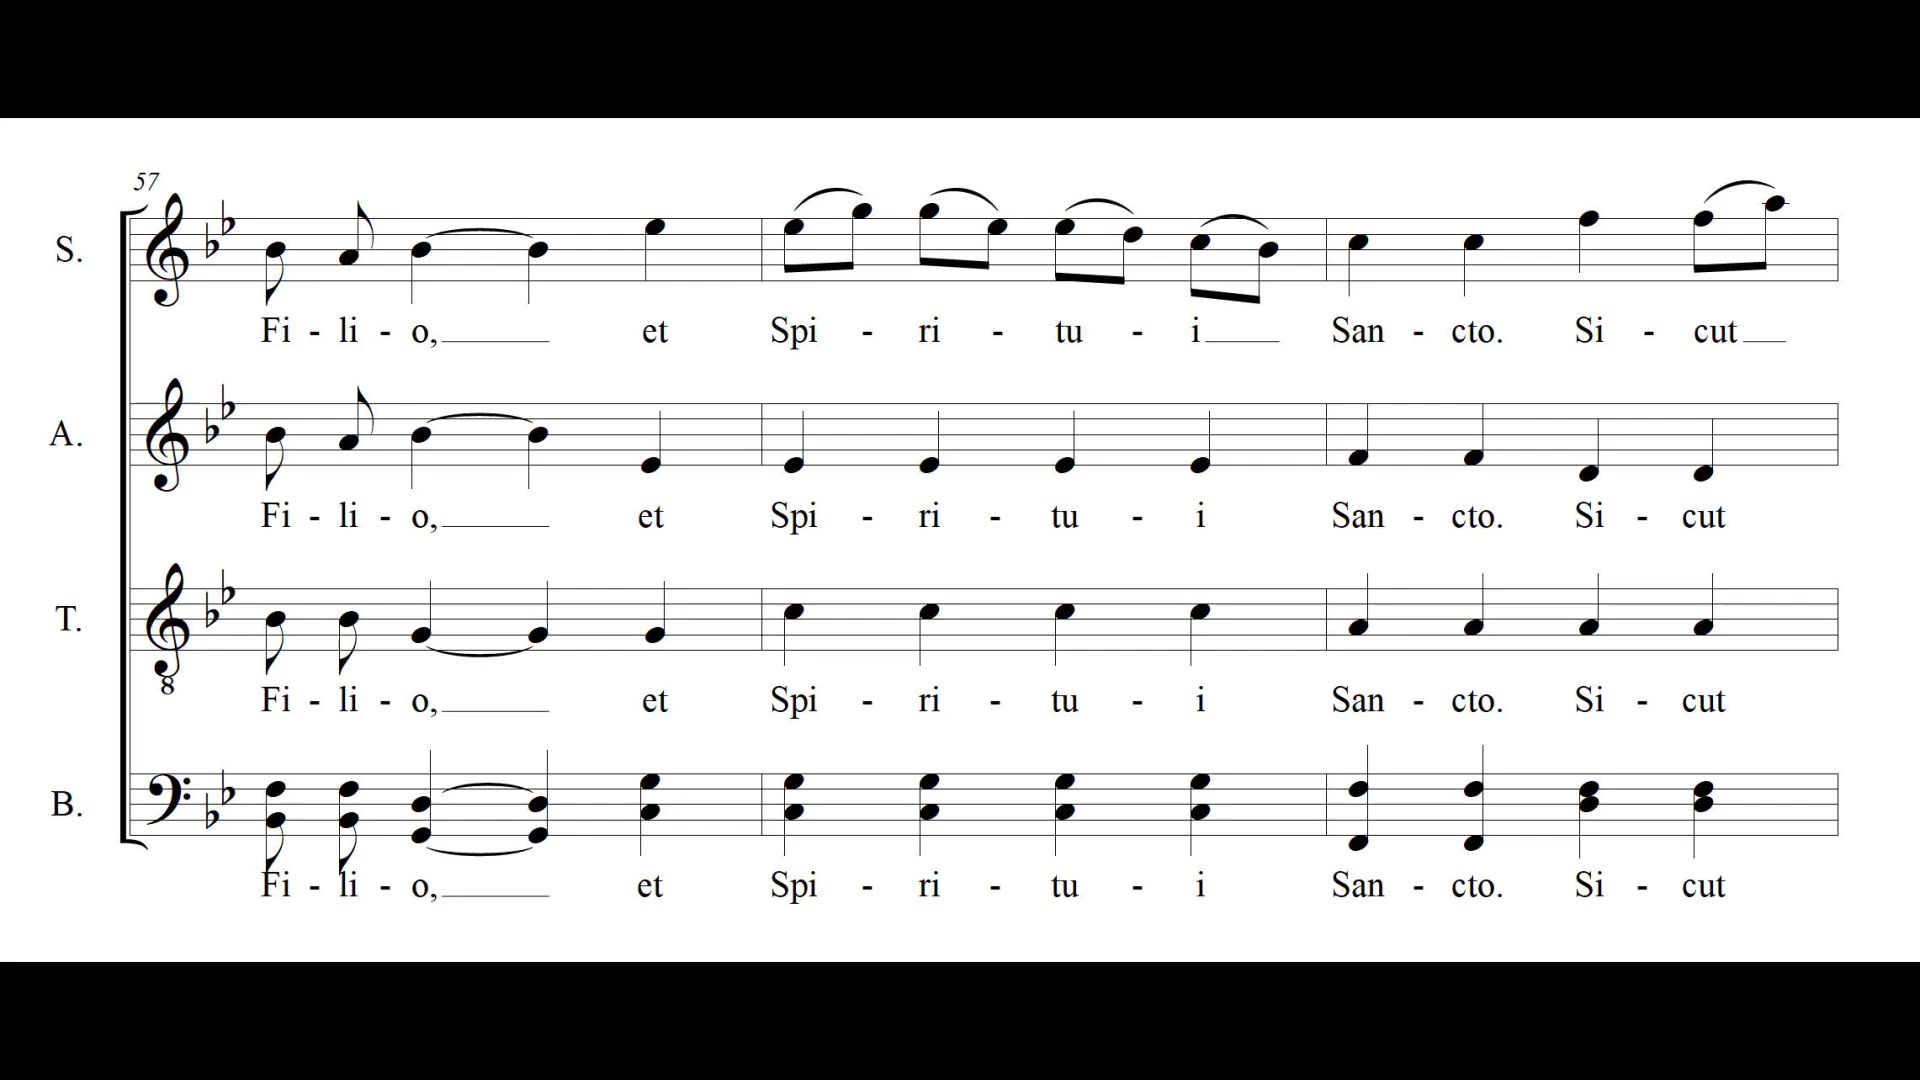 57
S.
Fi - li - o, et Spi - ri - tu - i San - cto. Si - cut
A.
Fi - li - o, et Spi - ri - tu - i San - cto. Si - cut
T.
8
Fi - li - o, et Spi - ri - tu - i San - cto. Si - cut
B.
Fi - li - o, et Spi - ri - tu - i San - cto. Si - cut